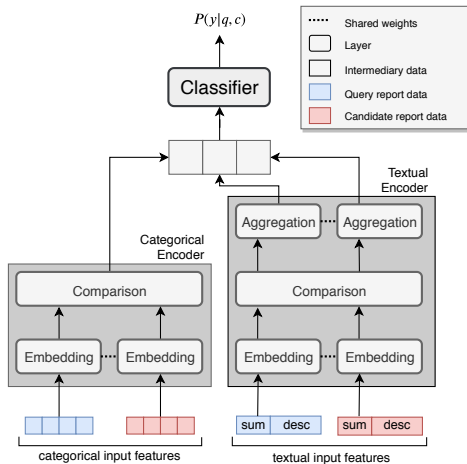 P(y|q, c)
Shared weights
Layer
Intermediary data
Query report data
Candidate report data
Classifier
Textual
Encoder
Aggregation
Aggregation
Categorical
Encoder
Comparison
Comparison
Embedding
Embedding
Embedding
Embedding
sum desc
sum desc
categorical input features
textual input features